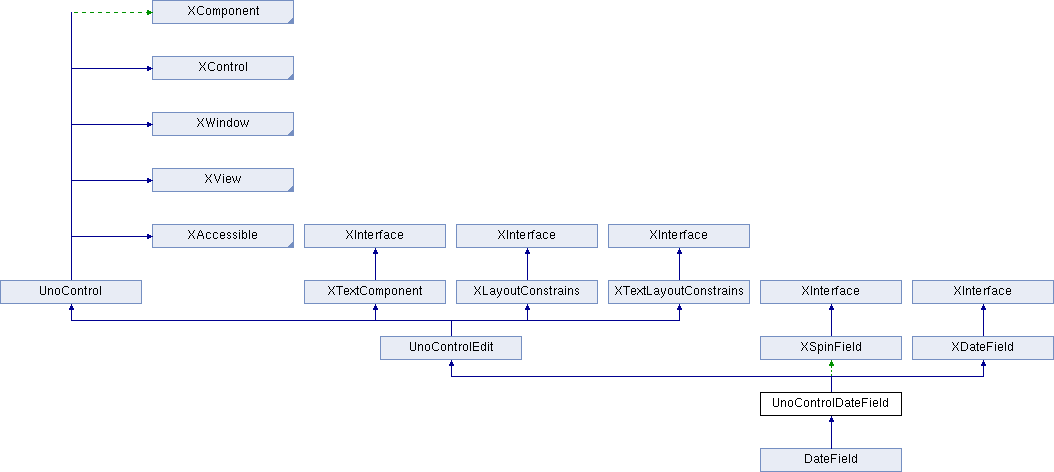 XComponent
XControl
XWindow
XView
XAccessible
XInterface
XInterface
XInterface
UnoControl
XTextComponent
XLayoutConstrains
XTextLayoutConstrains
XInterface
XInterface
UnoControlEdit
XSpinField
XDateField
UnoControlDateField
DateField